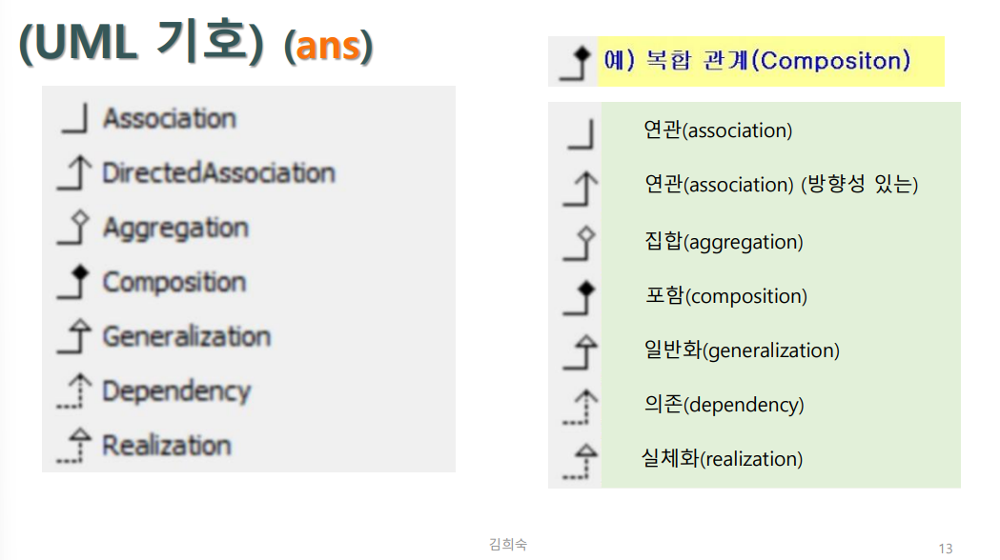 (UML 기호) (ans)
Association
DirectedAssociation
Aggregation
Composition
Generalization
Dependency
Realization
예) 복합 관계(Compositon)
연관(association)
연관(association) (방향성 있는)
집합(aggregation)
포함(composition)
일반화(generalization)
의존(dependency)
실체화(realization)
김희숙
13